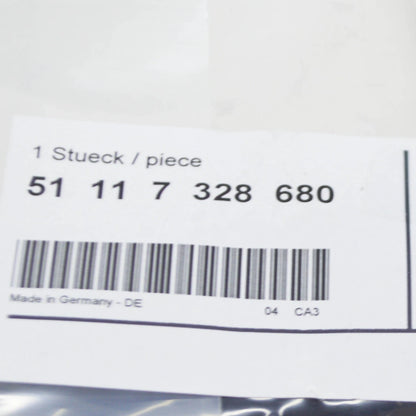 1 Stueck / piece
51 11 7 328 680
Made in Germany - DE
04 CA3